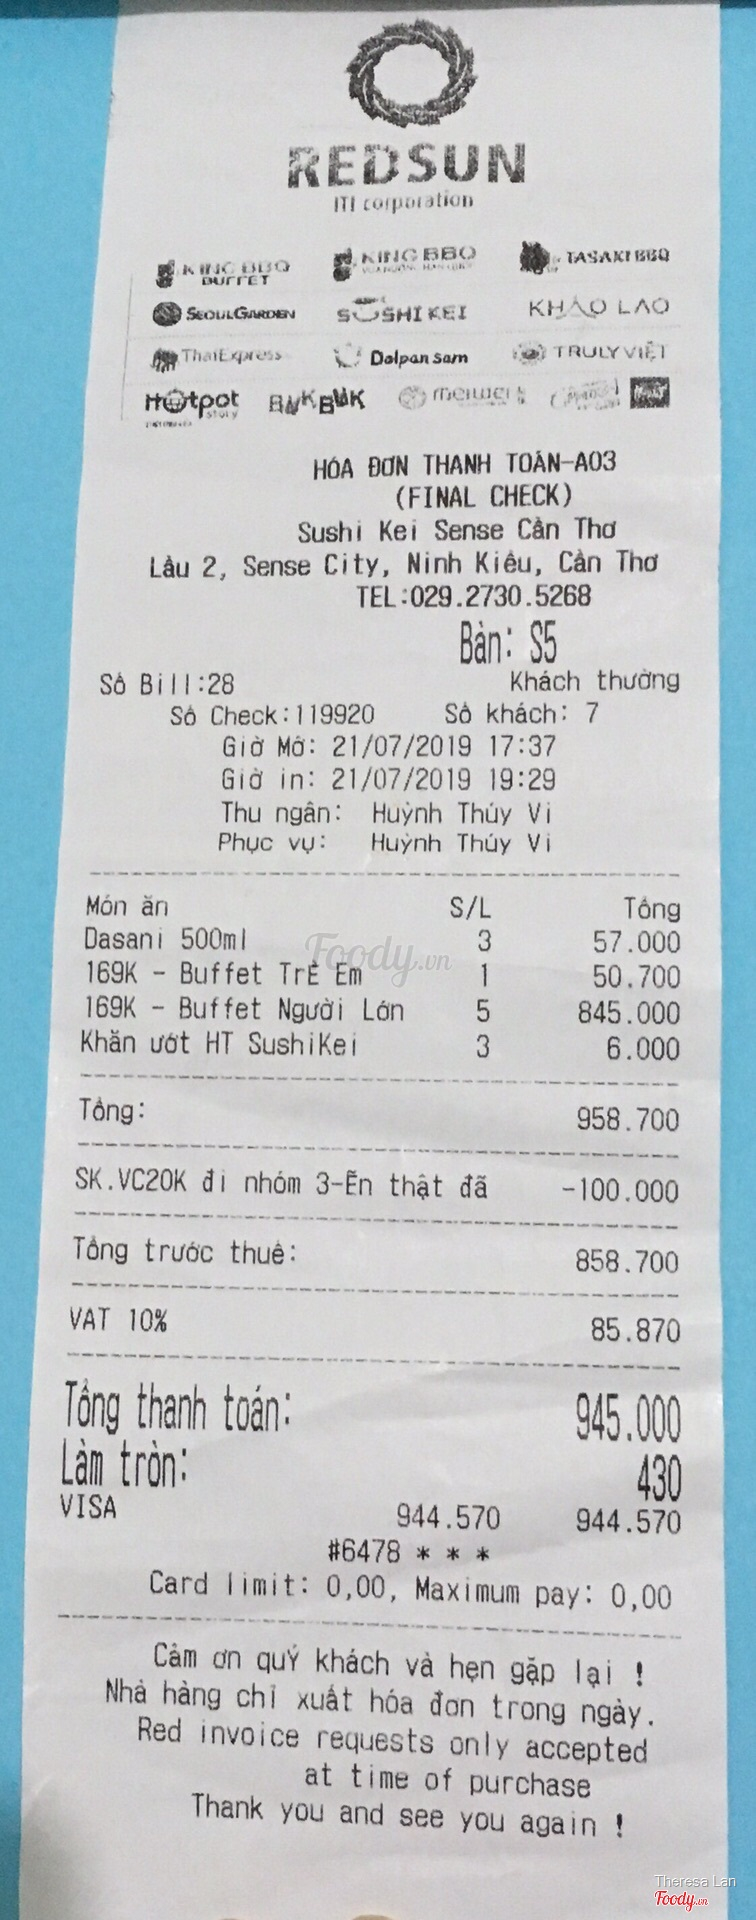 REDSUN
ITI corporation
KING BBQ BUFFET
KING BBQ
TASAKI BBQ
SEOUL GARDEN
SUSHI KEI
KHAO LAO
ThaiExpress
Dolpan sam
TRULY VIỆT
Hotpot story
BUK BUK
meiwei
HÓA ĐƠN THANH TOÁN-A03
(FINAL CHECK)
Sushi Kei Sense Cần Thơ
Lầu 2, Sense City, Ninh Kiều, Cần Thơ
TEL:029.2730.5268
Bàn: S5
Số Bill:28 Khách thường
Số Check:119920 Số khách: 7
Giờ Mở: 21/07/2019 17:37
Giờ in: 21/07/2019 19:29
Thu ngân: Huỳnh Thúy Vi
Phục vụ: Huỳnh Thúy Vi
Món ăn S/L Tổng
Dasani 500ml 3 57.000
169K - Buffet TrẺ Em 1 50.700
169K - Buffet Người Lớn 5 845.000
Khăn ướt HT SushiKei 3 6.000
Tổng: 958.700
SK.VC20K đi nhóm 3-Ẽn thật đã -100.000
Tổng trước thuế: 858.700
VAT 10% 85.870
Tổng thanh toán: 945.000
Làm tròn: 430
VISA 944.570 944.570
#6478 * * *
Card limit: 0,00, Maximum pay: 0,00
Cảm ơn quý khách và hẹn gặp lại !
Nhà hàng chỉ xuất hóa đơn trong ngày.
Red invoice requests only accepted
at time of purchase
Thank you and see you again !
Foody.vn
Theresa Lan
Foody.vn